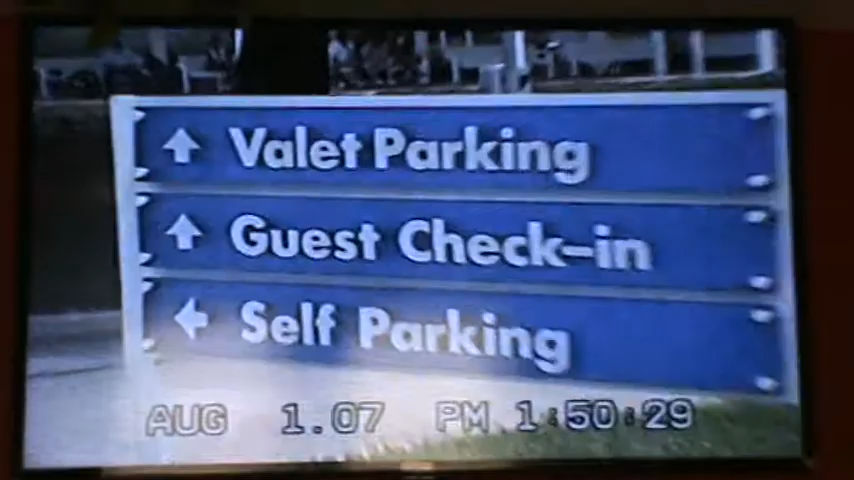 Valet Parking
Guest Check-in
Self Parking
AUG 1.07 PM 1:50:29